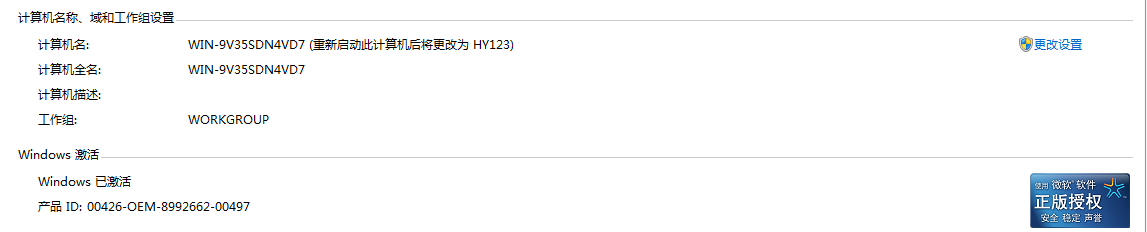 计算机名称、域和工作组设置
计算机名: WIN-9V35SDN4VD7 (重新启动此计算机后将更改为 HY123) 更改设置
计算机全名: WIN-9V35SDN4VD7
计算机描述:
工作组: WORKGROUP
Windows 激活
Windows 已激活
产品 ID: 00426-OEM-8992662-00497
使用 微软® 软件
正版授权™
安全 稳定 声誉